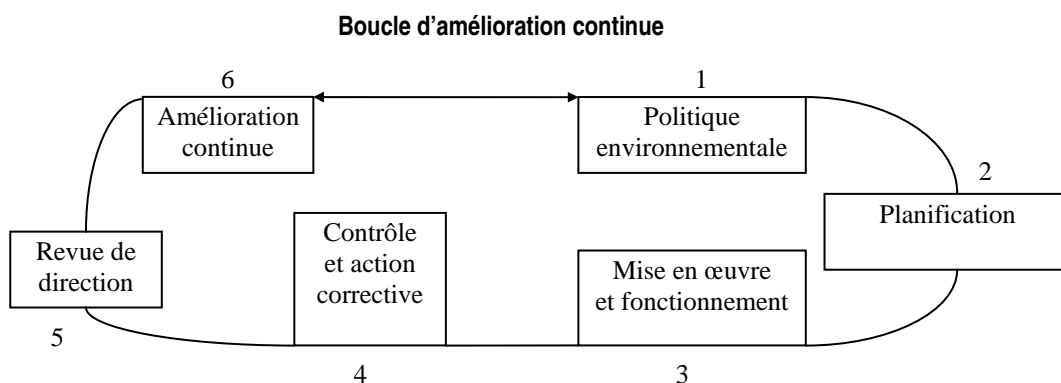 Boucle d’amélioration continue
6
Amélioration
continue
1
Politique
environnementale
2
Planification
Mise en œuvre
et fonctionnement
3
Contrôle
et action
corrective
4
Revue de
direction
5